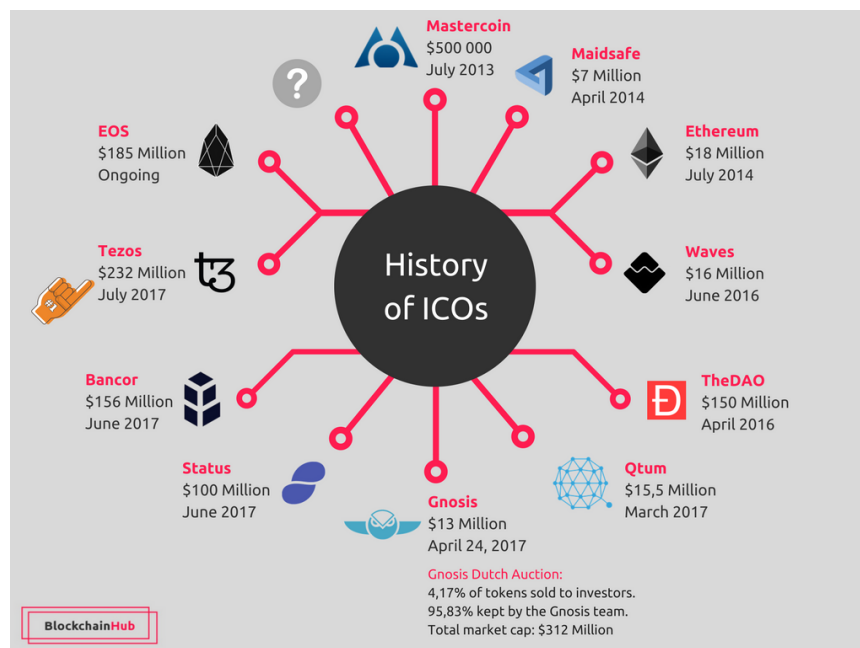 Mastercoin
$500 000
July 2013
Maidsafe
$7 Million
April 2014
?
EOS
$185 Million
Ongoing
Ethereum
$18 Million
July 2014
History
of ICOs
Tezos
$232 Million
July 2017
#1
Waves
$16 Million
June 2016
Bancor
$156 Million
June 2017
TheDAO
$150 Million
April 2016
Status
$100 Million
June 2017
Qtum
$15,5 Million
March 2017
Gnosis
$13 Million
April 24, 2017
Gnosis Dutch Auction:
4,17% of tokens sold to investors.
95,83% kept by the Gnosis team.
Total market cap: $312 Million
BlockchainHub